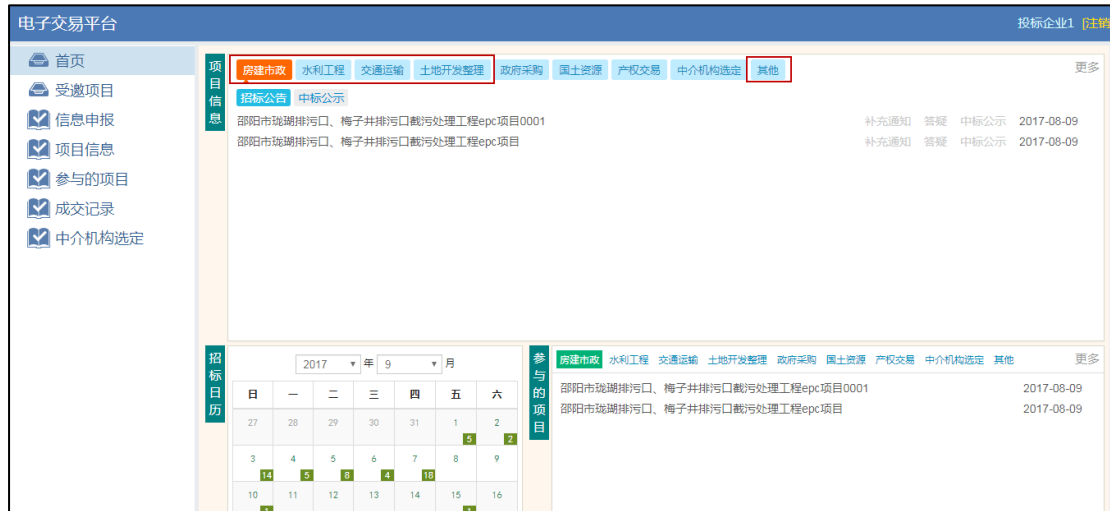 电子交易平台
投标企业1 [注销
首页
受邀项目
信息申报
项目信息
参与的项目
成交记录
中介机构选定
项目信息
房建市政 水利工程 交通运输 土地开发整理 政府采购 国土资源 产权交易 中介机构选定 其他 更多
招标公告 中标公示
邵阳市珑瑚排污口、梅子井排污口截污处理工程epc项目0001 补充通知 答疑 中标公示 2017-08-09
邵阳市珑瑚排污口、梅子井排污口截污处理工程epc项目 补充通知 答疑 中标公示 2017-08-09
招标日历
2017 年 9 月
日 一 二 三 四 五 六
27 28 29 30 31 1 2
5 2
3 4 5 6 7 8 9
14 5 8 4 18
10 11 12 13 14 15 16
1 1
参与的项目
房建市政 水利工程 交通运输 土地开发整理 政府采购 国土资源 产权交易 中介机构选定 其他 更多
邵阳市珑瑚排污口、梅子井排污口截污处理工程epc项目0001 2017-08-09
邵阳市珑瑚排污口、梅子井排污口截污处理工程epc项目 2017-08-09